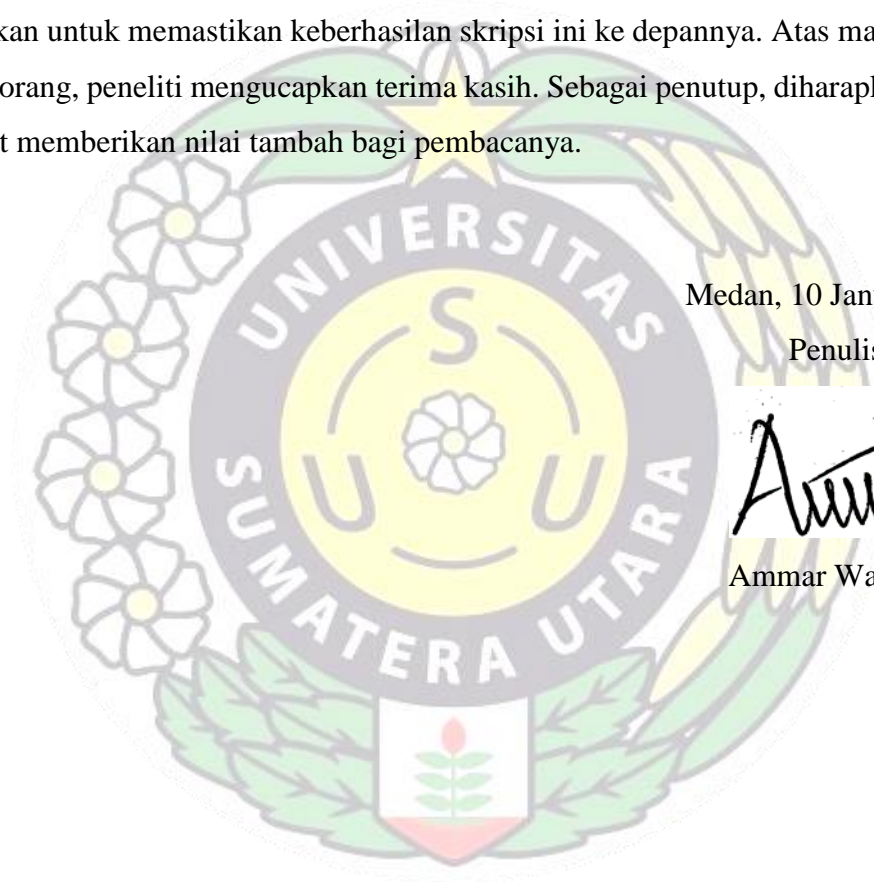 kan untuk memastikan keberhasilan skripsi ini ke depannya. Atas ma
orang, peneliti mengucapkan terima kasih. Sebagai penutup, diharap
t memberikan nilai tambah bagi pembacanya.
UNIVERSITAS
SUMATERA UTARA
S
U U
Medan, 10 Jan
Penulis
Ammar Wa